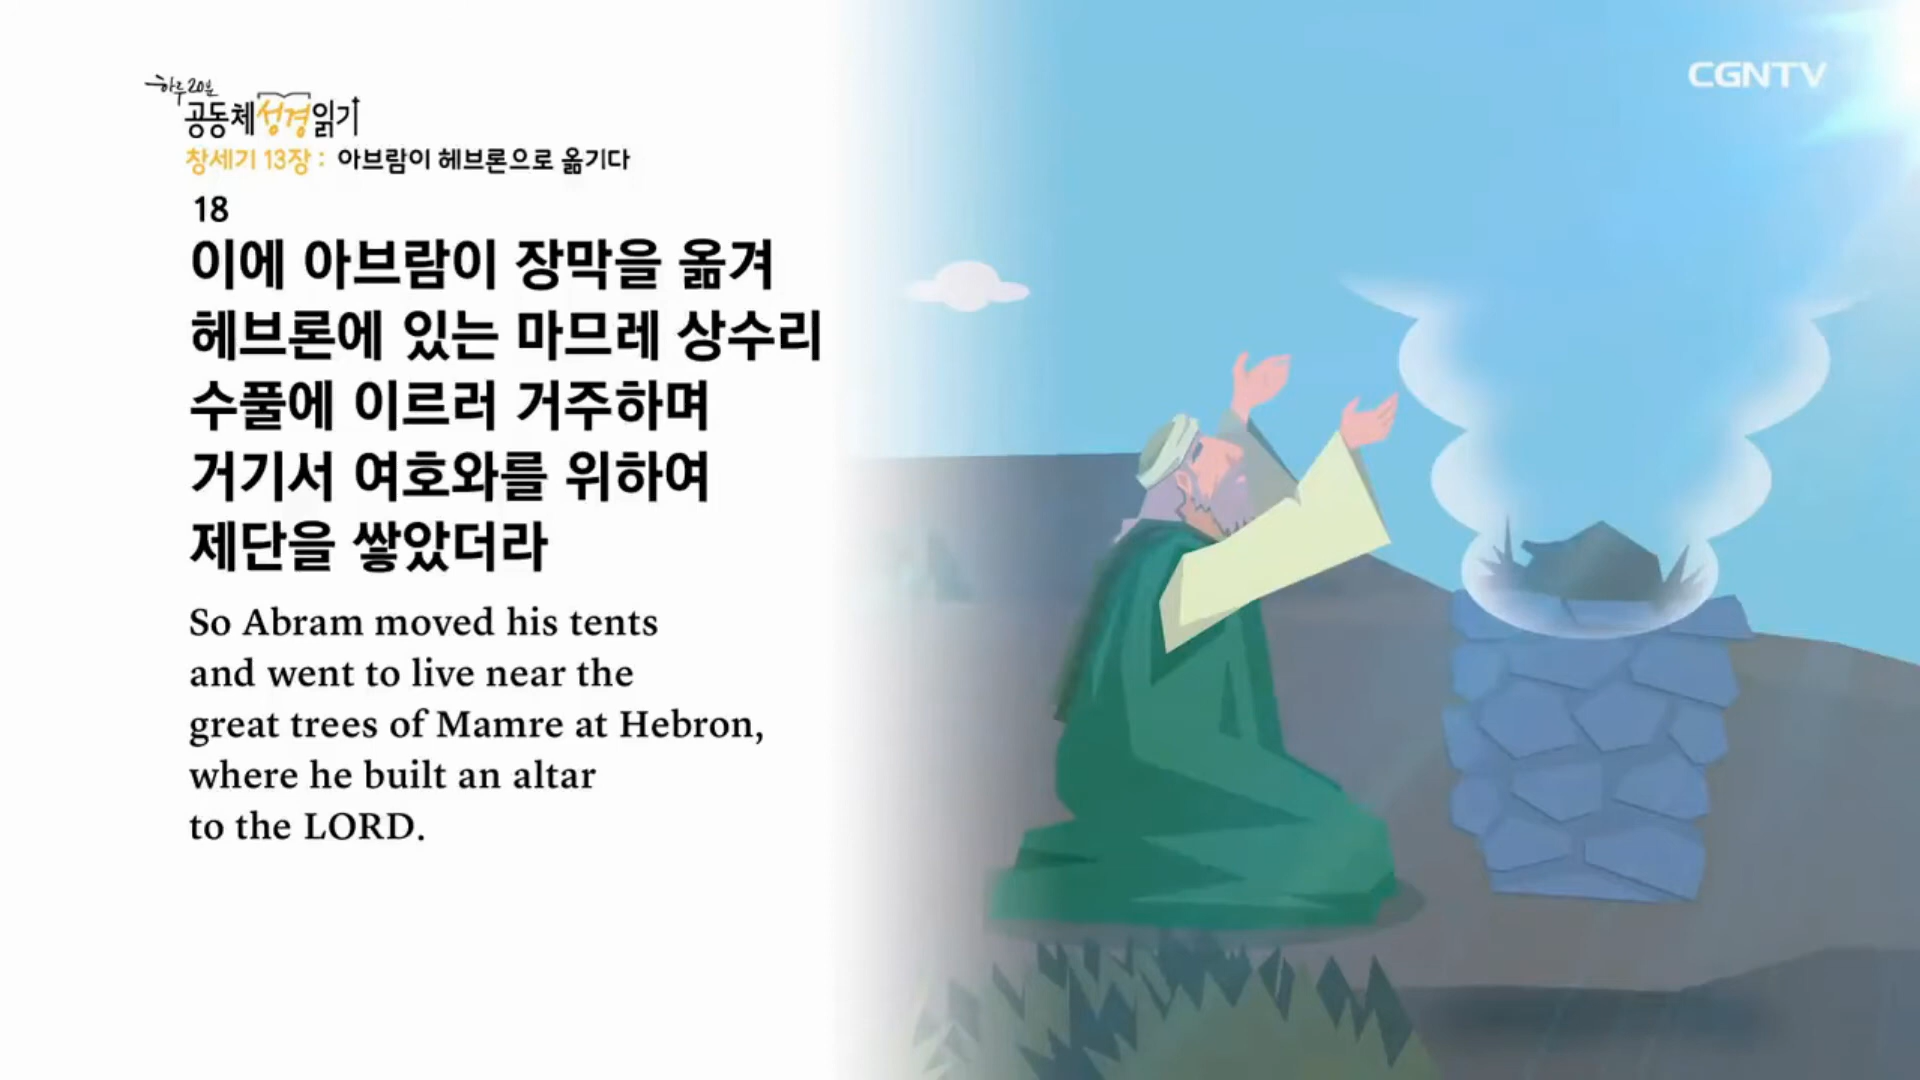 하루 20분
공동체성경읽기
창세기 13장 : 아브람이 헤브론으로 옮기다
CGNTV
18
이에 아브람이 장막을 옮겨
헤브론에 있는 마므레 상수리
수풀에 이르러 거주하며
거기서 여호와를 위하여
제단을 쌓았더라
So Abram moved his tents
and went to live near the
great trees of Mamre at Hebron,
where he built an altar
to the LORD.